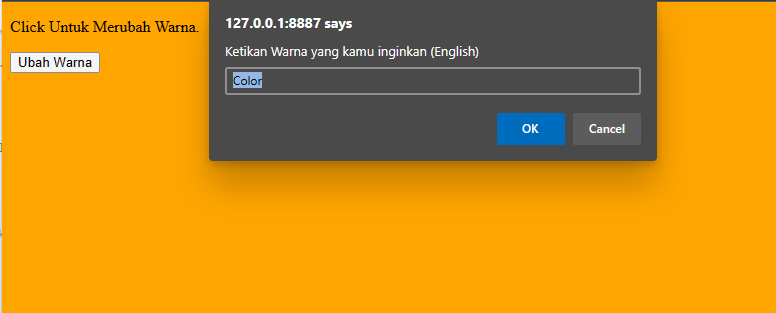 Click Untuk Merubah Warna.
Ubah Warna
127.0.0.1:8887 says
Ketikan Warna yang kamu inginkan (English)
Color
OK
Cancel